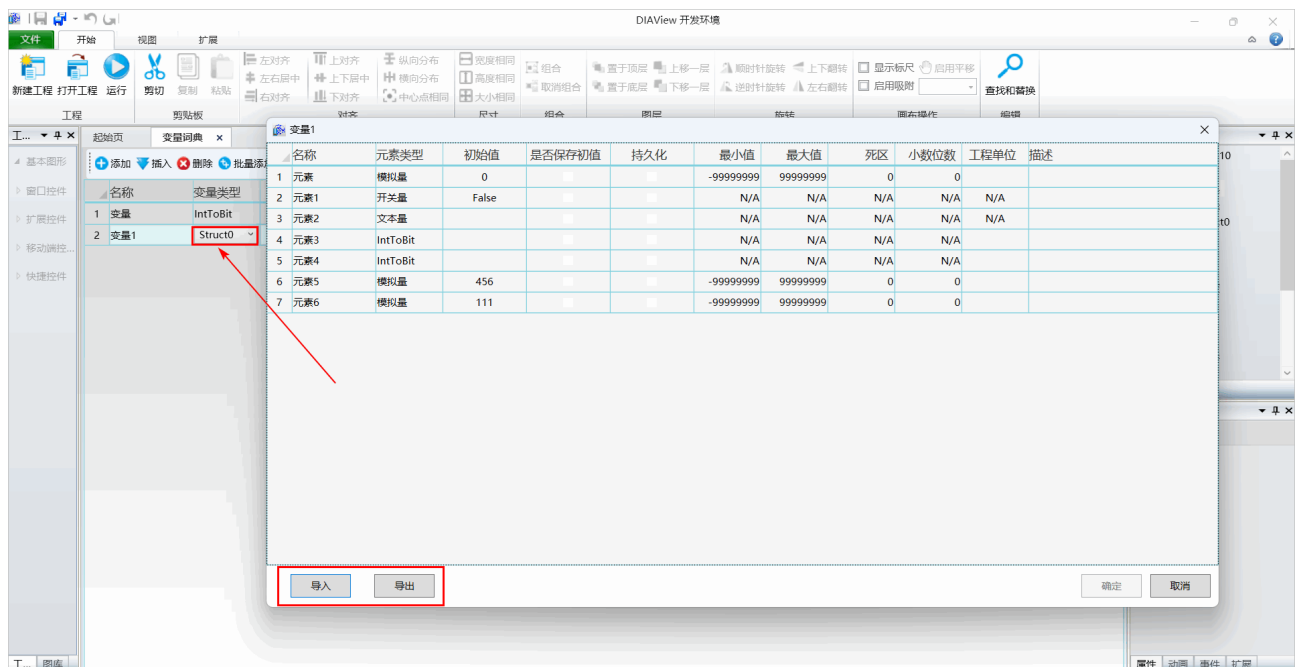 DIAView 开发环境
文件 开始 视图 扩展
新建工程 打开工程 运行 剪切 复制 粘贴
左对齐 上对齐 纵向分布 宽度相同 组合 置于顶层 上移一层 顺时针旋转 上下翻转 显示标尺 启用平移
左右居中 上下居中 横向分布 高度相同 取消组合 置于底层 下移一层 逆时针旋转 左右翻转 启用吸附 查找和替换
右对齐 下对齐 中心点相同 大小相同
工程 剪贴板 对齐 尺寸 组合 图层 旋转 画布操作 编辑
工... 起始页 变量词典 ×
基本图形
窗口控件
扩展控件
移动端控...
快捷控件
添加 插入 删除 批量添加
名称 变量类型
1 变量 IntToBit
2 变量1 Struct0
变量1
名称 元素类型 初始值 是否保存初值 持久化 最小值 最大值 死区 小数位数 工程单位 描述
1 元素 模拟量 0 -99999999 99999999 0 0
2 元素1 开关量 False N/A N/A N/A N/A N/A
3 元素2 文本量 N/A N/A N/A N/A N/A
4 元素3 IntToBit N/A N/A N/A N/A
5 元素4 IntToBit N/A N/A N/A N/A
6 元素5 模拟量 456 -99999999 99999999 0 0
7 元素6 模拟量 111 -99999999 99999999 0 0
导入 导出 确定 取消
10
t0
工... 图库
属性 动画 事件 扩展